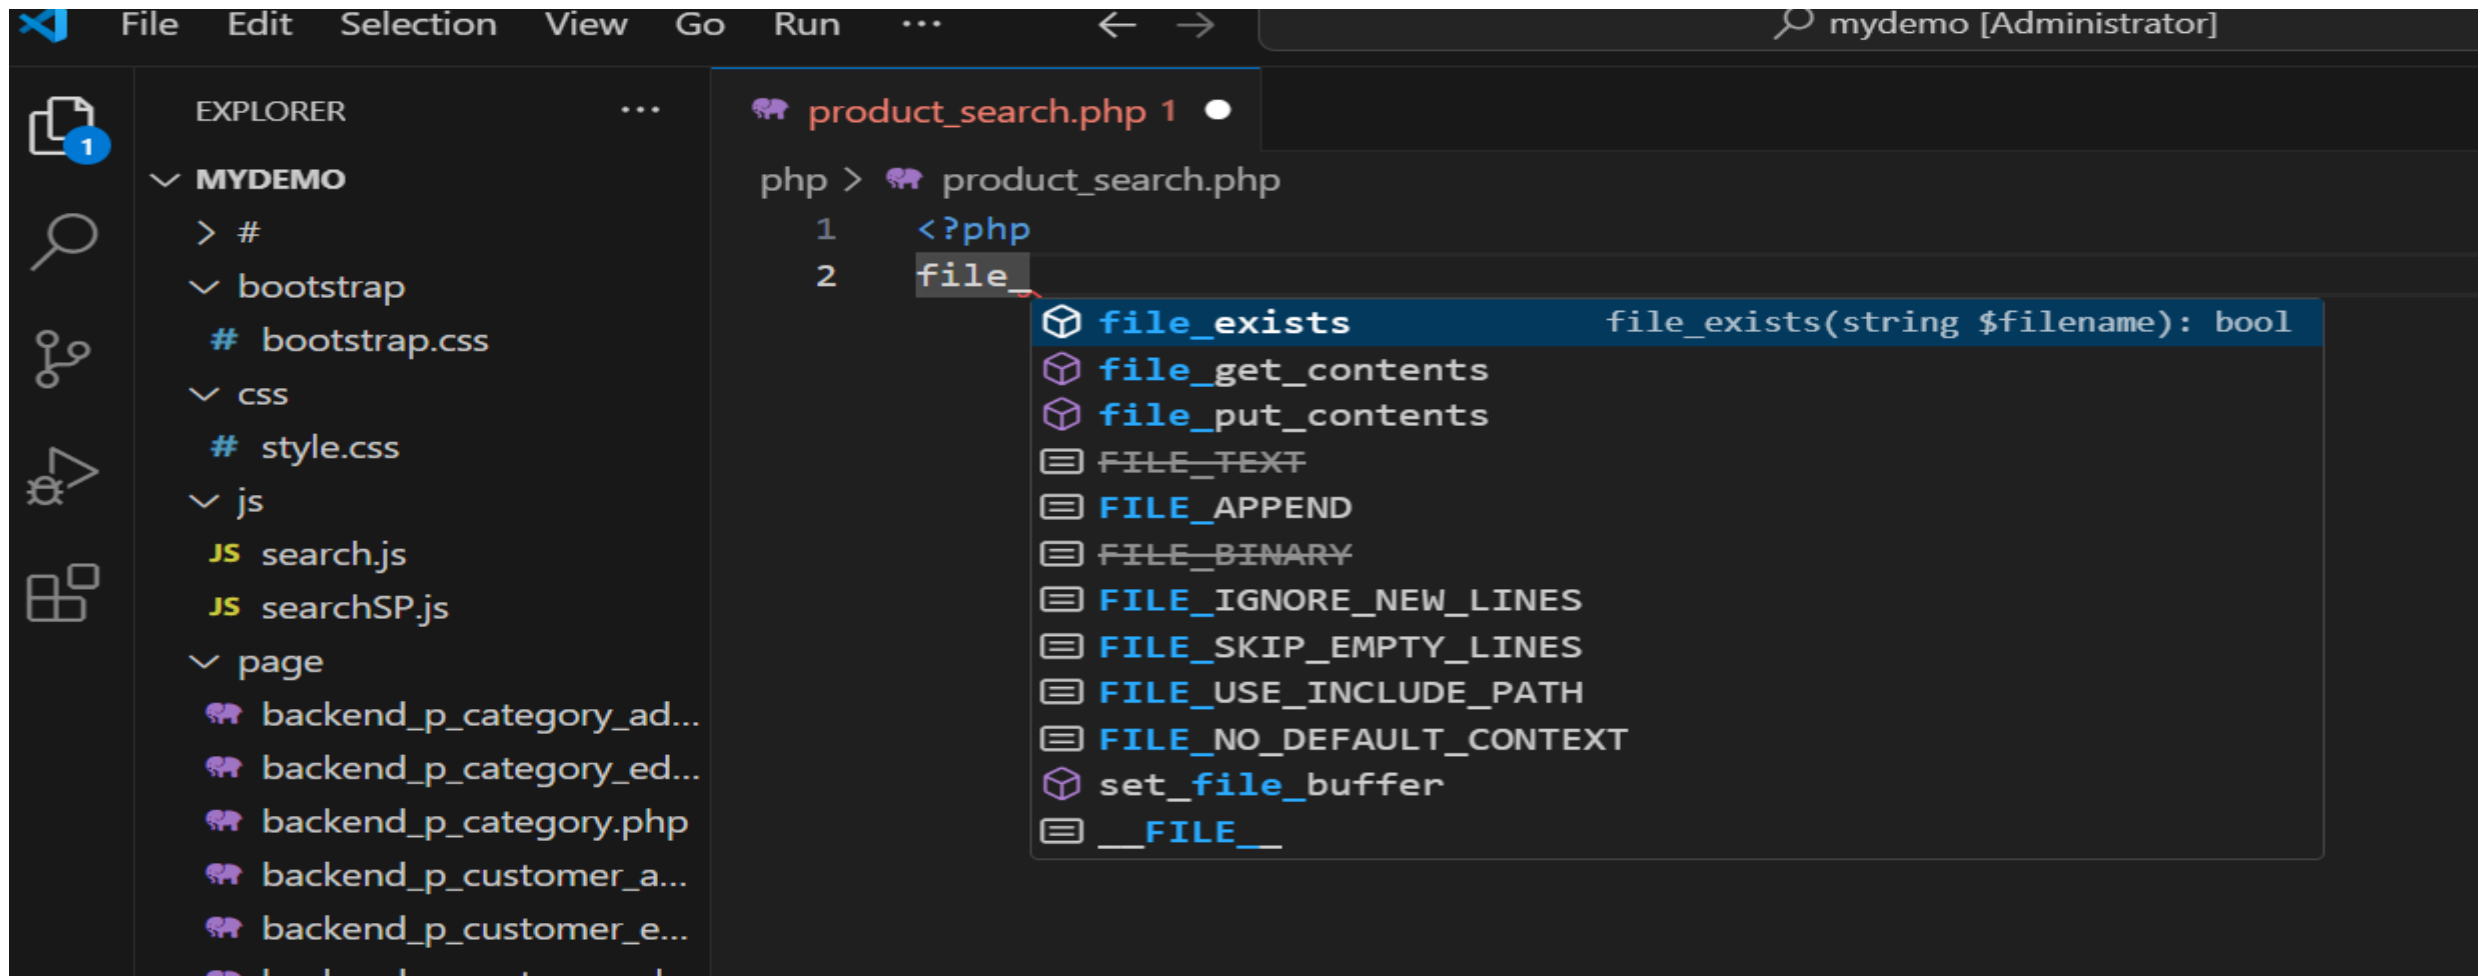 File Edit Selection View Go Run ··· mydemo [Administrator]
EXPLORER ···
1
MYDEMO
#
bootstrap
# bootstrap.css
css
# style.css
js
JS search.js
JS searchSP.js
page
backend_p_category_ad...
backend_p_category_ed...
backend_p_category.php
backend_p_customer_a...
backend_p_customer_e...
product_search.php 1
php > product_search.php
1 <?php
2 file_
file_exists file_exists(string $filename): bool
file_get_contents
file_put_contents
FILE_TEXT
FILE_APPEND
FILE_BINARY
FILE_IGNORE_NEW_LINES
FILE_SKIP_EMPTY_LINES
FILE_USE_INCLUDE_PATH
FILE_NO_DEFAULT_CONTEXT
set_file_buffer
__FILE__